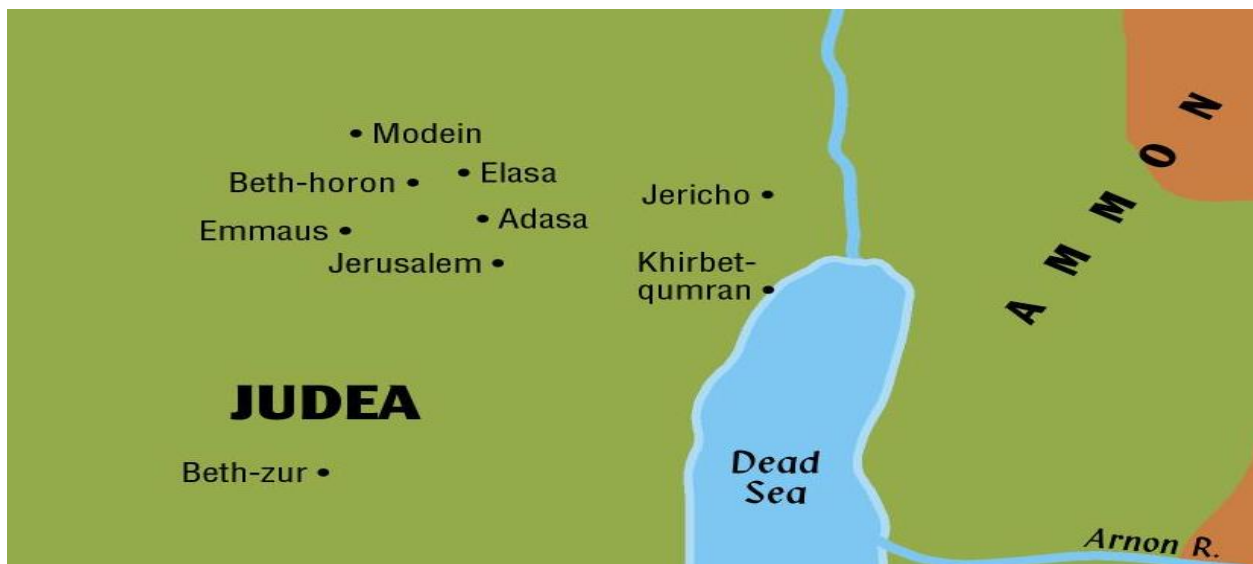 AMMON
Modein
Elasa
Beth-horon
Jericho
Adasa
Emmaus
Jerusalem
Khirbet-
qumran
JUDEA
Dead
Sea
Beth-zur
Arnon R.